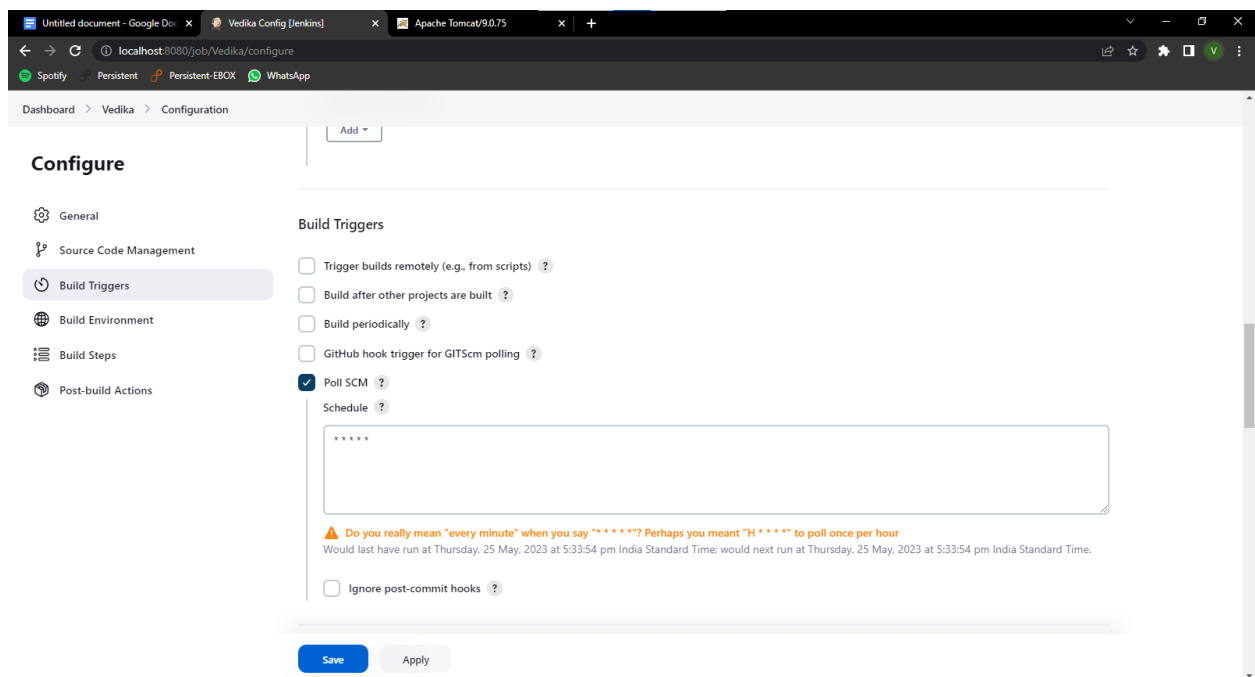 Untitled document - Google Doc
Vedika Config [Jenkins]
Apache Tomcat/9.0.75
localhost:8080/job/Vedika/configure
V
Spotify
Persistent
Persistent-EBOX
WhatsApp
Dashboard > Vedika > Configuration
Add
Configure
General
Source Code Management
Build Triggers
Build Environment
Build Steps
Post-build Actions
Build Triggers
Trigger builds remotely (e.g., from scripts) ?
Build after other projects are built ?
Build periodically ?
GitHub hook trigger for GITScm polling ?
Poll SCM ?
Schedule ?
* * * * *
Do you really mean "every minute" when you say "* * * * *"? Perhaps you meant "H * * * *" to poll once per hour
Would last have run at Thursday, 25 May, 2023 at 5:33:54 pm India Standard Time; would next run at Thursday, 25 May, 2023 at 5:33:54 pm India Standard Time.
Ignore post-commit hooks ?
Save
Apply